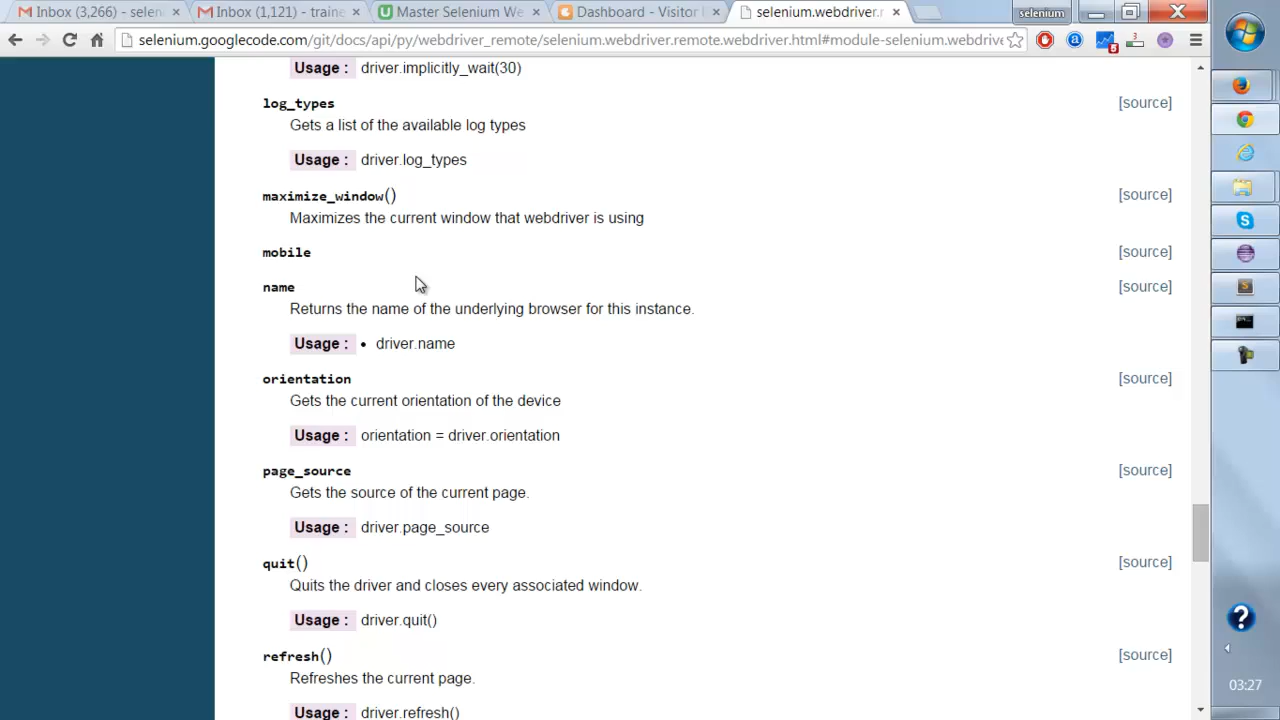 Inbox (3,266) - selen
Inbox (1,121) - traine
Master Selenium We
Dashboard - Visitor
selenium.webdriver.r
selenium
selenium.googlecode.com/git/docs/api/py/webdriver_remote/selenium.webdriver.remote.webdriver.html#module-selenium.webdrive
Usage : driver.implicitly_wait(30)
log_types [source]
Gets a list of the available log types
Usage : driver.log_types
maximize_window() [source]
Maximizes the current window that webdriver is using
mobile [source]
name [source]
Returns the name of the underlying browser for this instance.
Usage : • driver.name
orientation [source]
Gets the current orientation of the device
Usage : orientation = driver.orientation
page_source [source]
Gets the source of the current page.
Usage : driver.page_source
quit() [source]
Quits the driver and closes every associated window.
Usage : driver.quit()
refresh() [source]
Refreshes the current page.
Usage : driver.refresh()
03:27